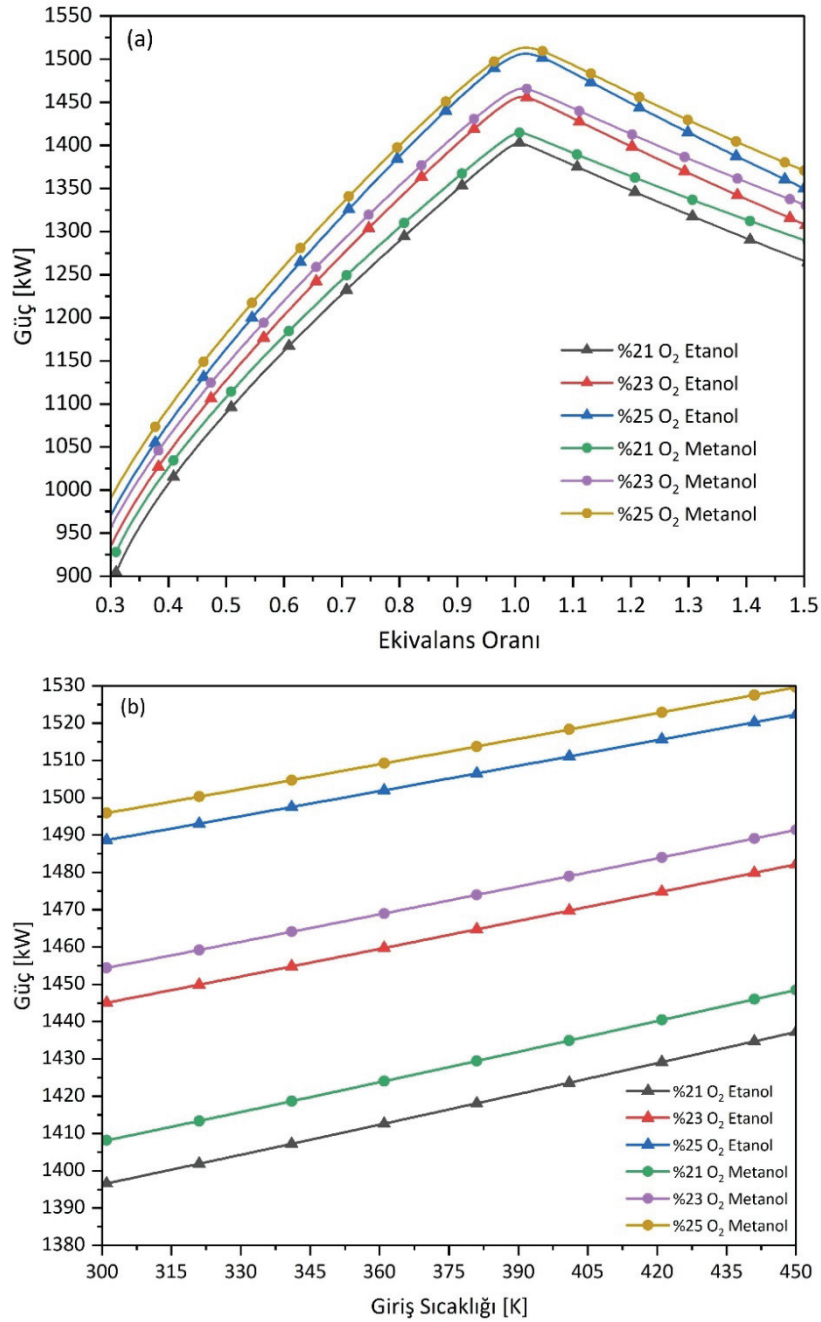 (a)
Güç [kW]
1550
1500
1450
1400
1350
1300
1250
1200
1150
1100
1050
1000
950
900
%21 O₂ Etanol
%23 O₂ Etanol
%25 O₂ Etanol
%21 O₂ Metanol
%23 O₂ Metanol
%25 O₂ Metanol
0.3 0.4 0.5 0.6 0.7 0.8 0.9 1.0 1.1 1.2 1.3 1.4 1.5
Ekivalans Oranı
(b)
Güç [kW]
1530
1520
1510
1500
1490
1480
1470
1460
1450
1440
1430
1420
1410
1400
1390
1380
%21 O₂ Etanol
%23 O₂ Etanol
%25 O₂ Etanol
%21 O₂ Metanol
%23 O₂ Metanol
%25 O₂ Metanol
300 315 330 345 360 375 390 405 420 435 450
Giriş Sıcaklığı [K]